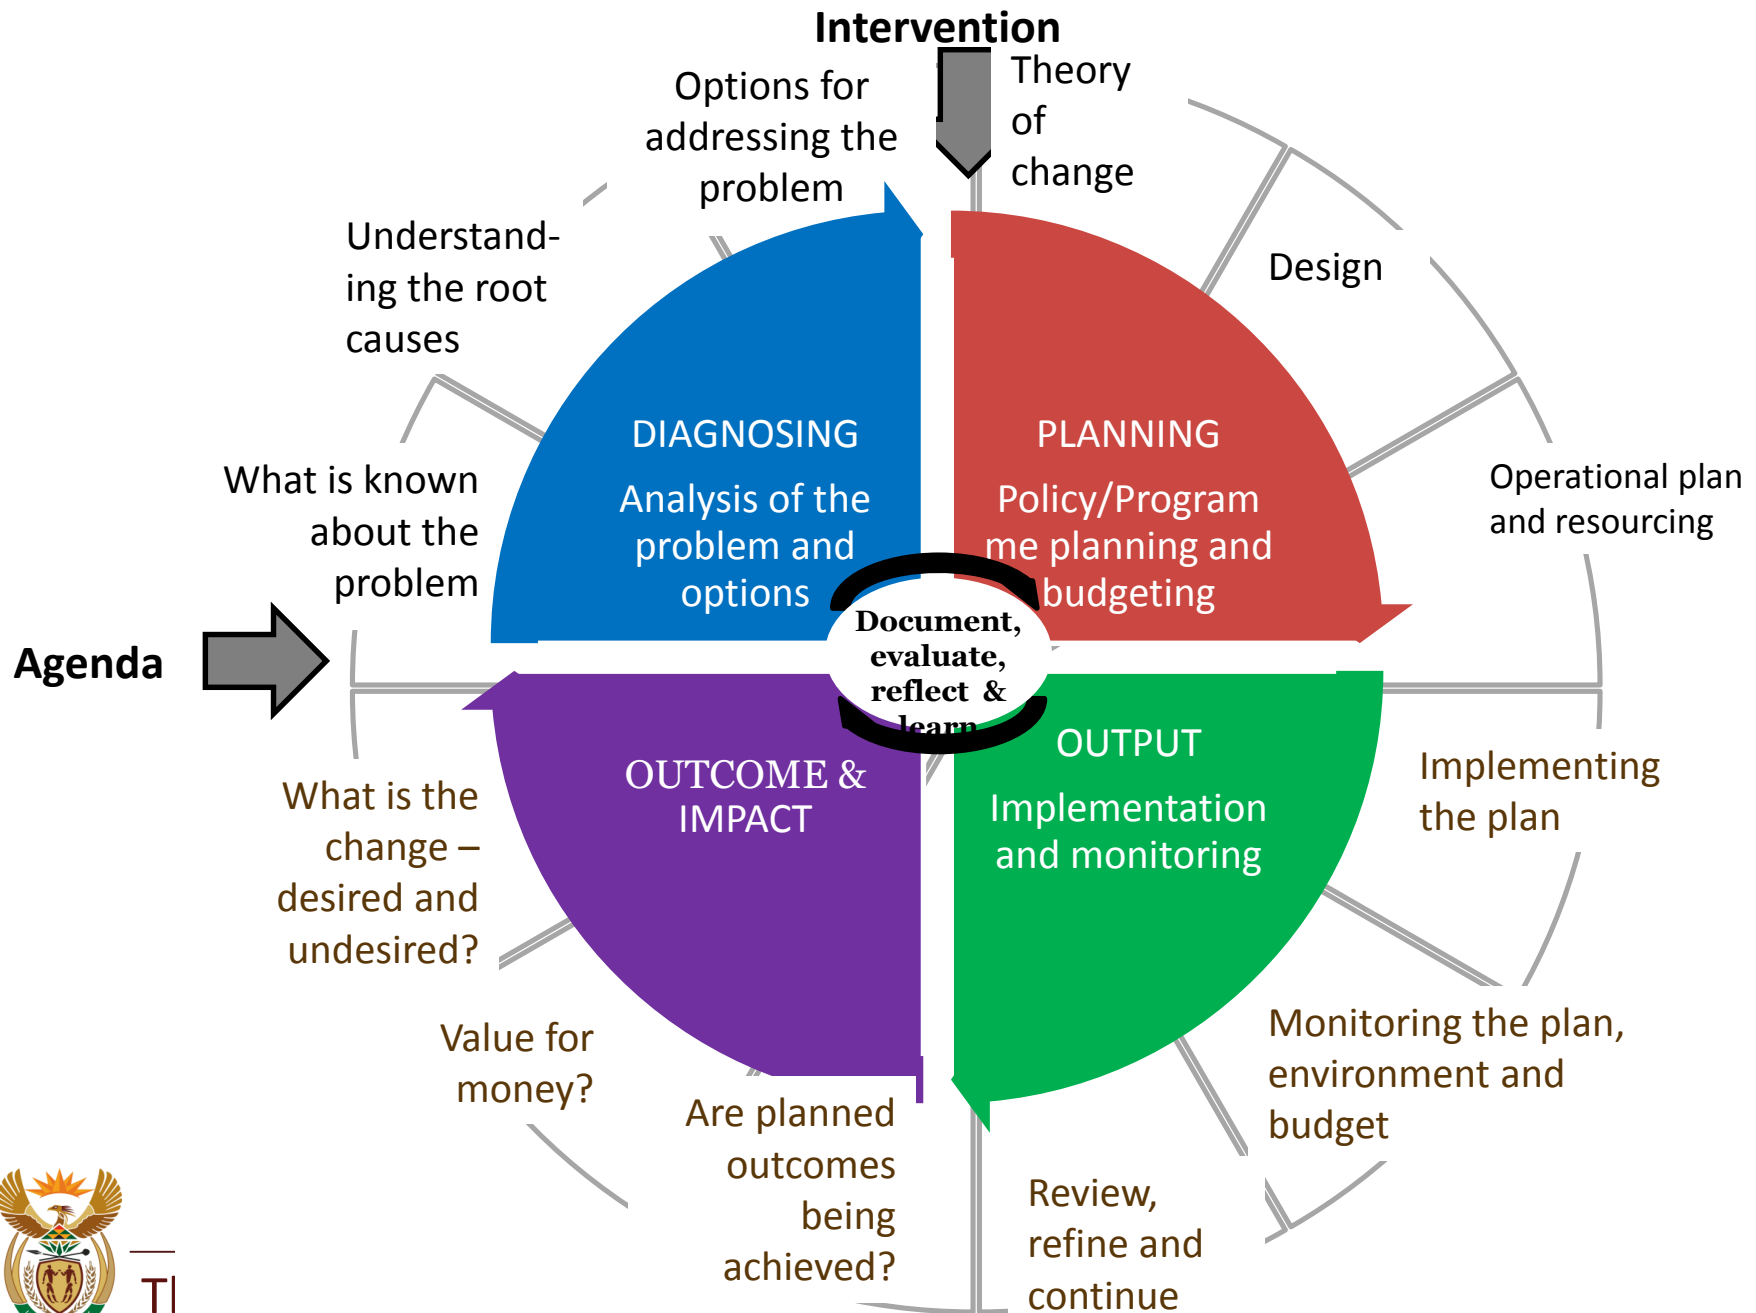 Intervention
Options for
addressing the
problem
Theory
of
change
Understand-
ing the root
causes
Design
DIAGNOSING
Analysis of the
problem and
options
PLANNING
Policy/Program
me planning and
budgeting
What is known
about the
problem
Operational plan
and resourcing
Document,
evaluate,
reflect &
learn
Agenda
OUTCOME &
IMPACT
OUTPUT
Implementation
and monitoring
What is the
change –
desired and
undesired?
Implementing
the plan
Value for
money?
Monitoring the plan,
environment and
budget
Are planned
outcomes
being
achieved?
Review,
refine and
continue